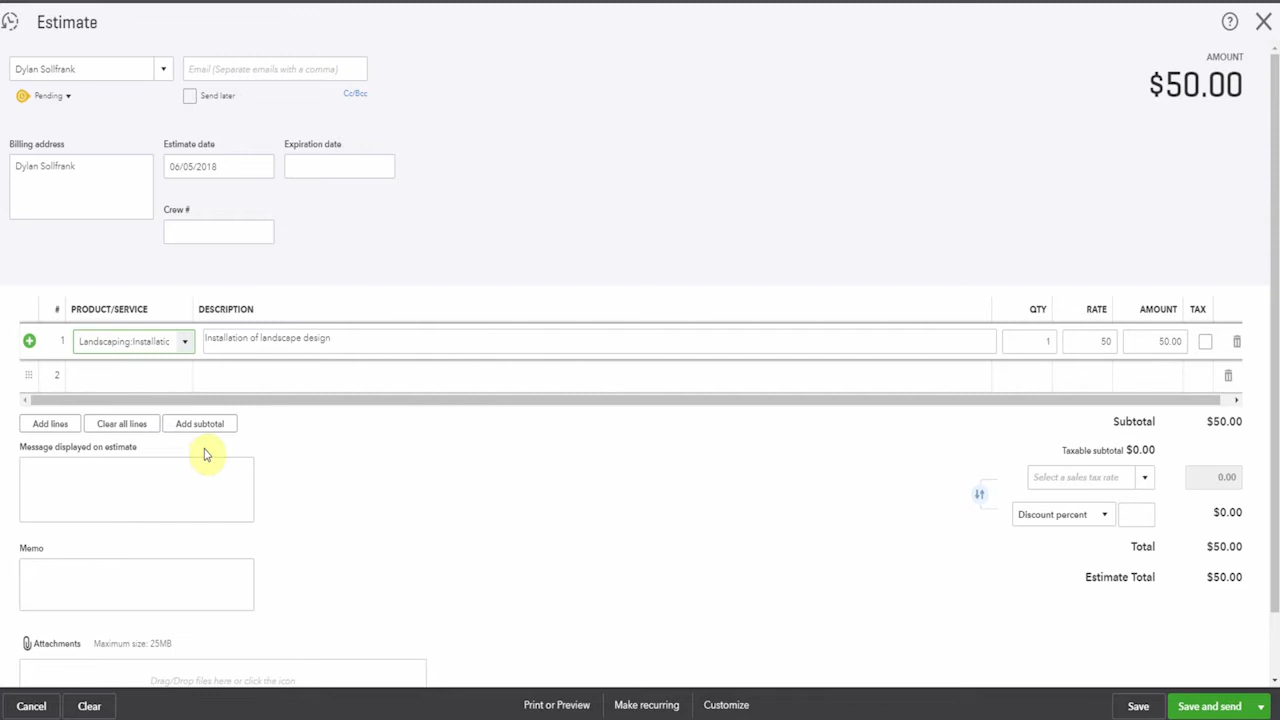 Estimate
AMOUNT
$50.00
Dylan Sollfrank
Email (Separate emails with a comma)
Pending
Send later
Cc/Bcc
Billing address
Estimate date
Expiration date
Dylan Sollfrank
06/05/2018
Crew #
# PRODUCT/SERVICE DESCRIPTION QTY RATE AMOUNT TAX
1 Landscaping:Installatic Installation of landscape design 1 50 50.00
2
Add lines
Clear all lines
Add subtotal
Subtotal $50.00
Message displayed on estimate
Taxable subtotal $0.00
Select a sales tax rate 0.00
Discount percent $0.00
Total $50.00
Memo
Estimate Total $50.00
Attachments Maximum size: 25MB
Drag/Drop files here or click the icon
Cancel
Clear
Print or Preview
Make recurring
Customize
Save
Save and send